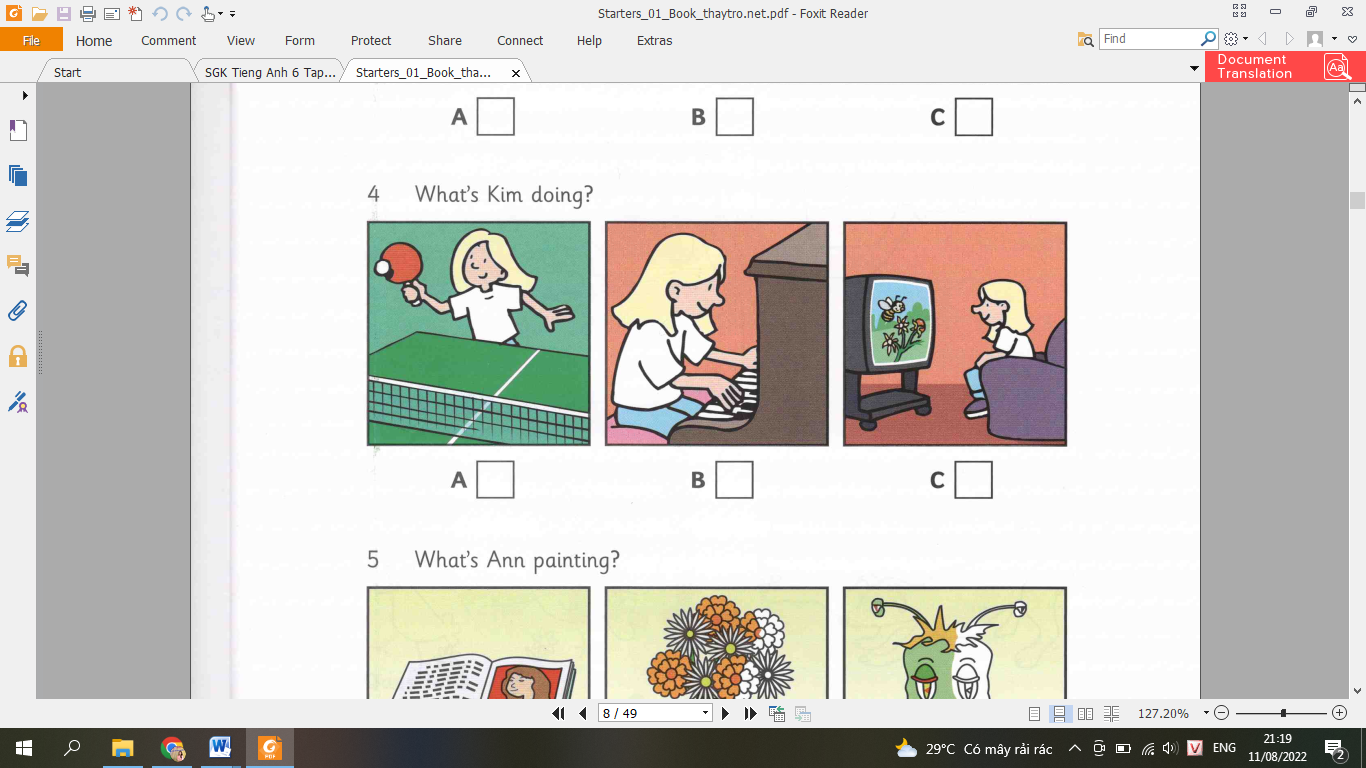 Starters_01_Book_thaytro.net.pdf - Foxit Reader
File Home Comment View Form Protect Share Connect Help Extras
Find
Start
SGK Tieng Anh 6 Tap...
Starters_01_Book_tha...
Document
Translation
Aa
A B C
4 What's Kim doing?
A B C
5 What's Ann painting?
8 / 49
127.20%
W
PDF
29°C Có mây rải rác
V
ENG
21:19
11/08/2022
2